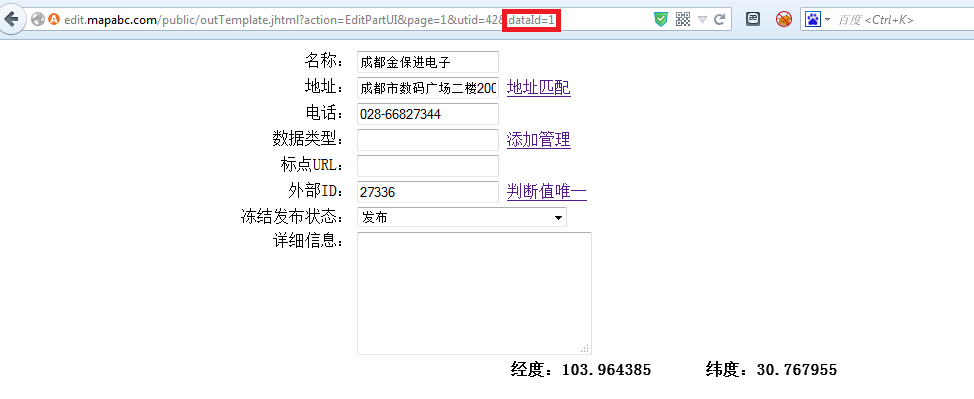 edit.mapabc.com/public/outTemplate.jhtml?action=EditPartUI&page=1&utid=42&dataId=1 百度 <Ctrl+K>
名称： 成都金保进电子
地址： 成都市数码广场二楼200 地址匹配
电话： 028-66827344
数据类型： 添加管理
标点URL：
外部ID： 27336 判断值唯一
冻结发布状态： 发布
详细信息：
经度：103.964385 纬度：30.767955